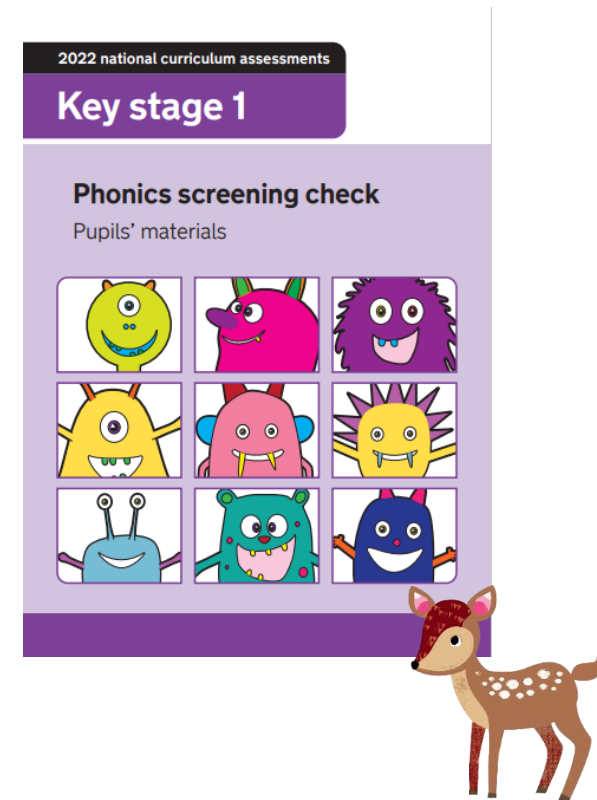 2022 national curriculum assessments
Key stage 1
Phonics screening check
Pupils’ materials